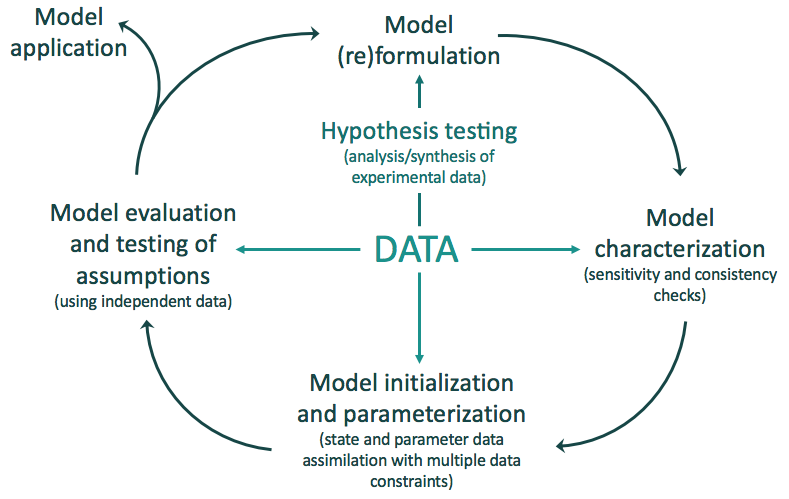 Model
application
Model
(re)formulation
Hypothesis testing
(analysis/synthesis of
experimental data)
Model evaluation
and testing of
assumptions
(using independent data)
DATA
Model
characterization
(sensitivity and consistency
checks)
Model initialization
and parameterization
(state and parameter data
assimilation with multiple data
constraints)